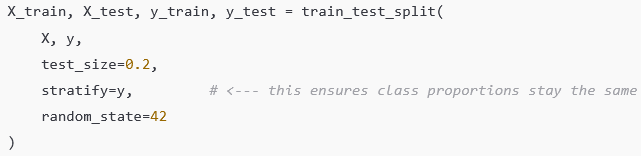 X_train, X_test, y_train, y_test = train_test_split(
    X, y,
    test_size=0.2,
    stratify=y,         # <--- this ensures class proportions stay the same
    random_state=42
)